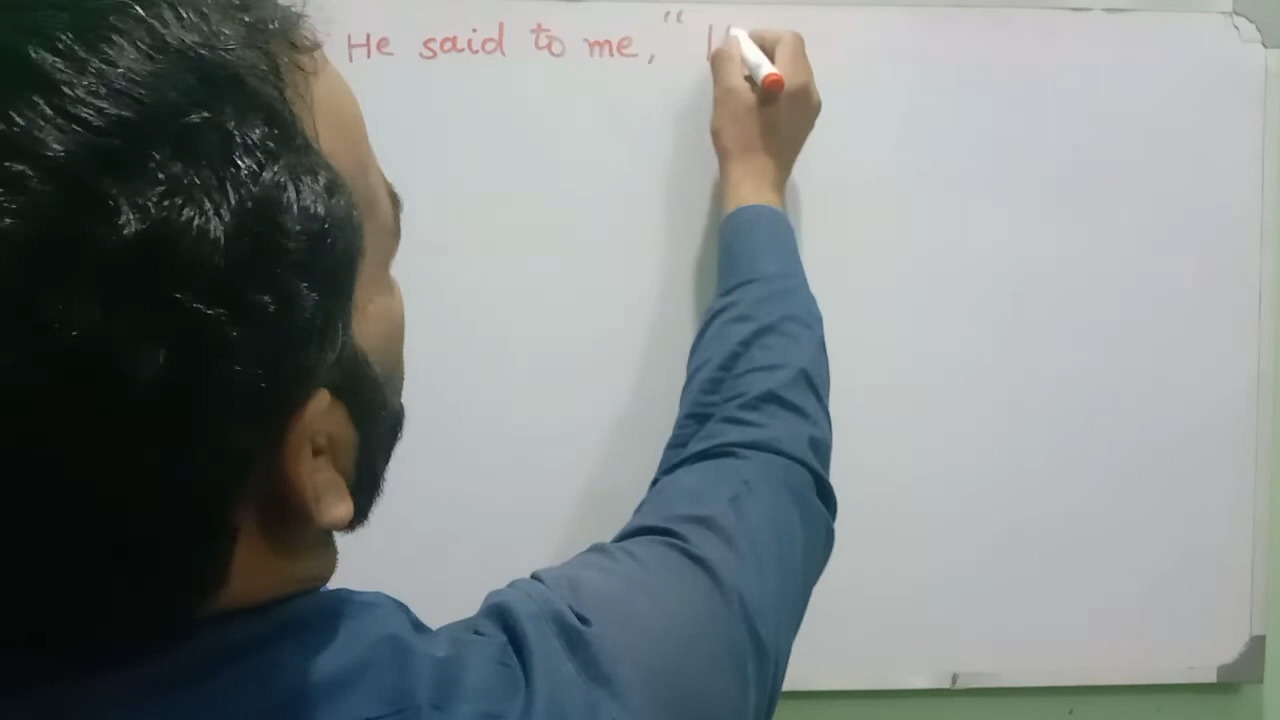 He said to me, "